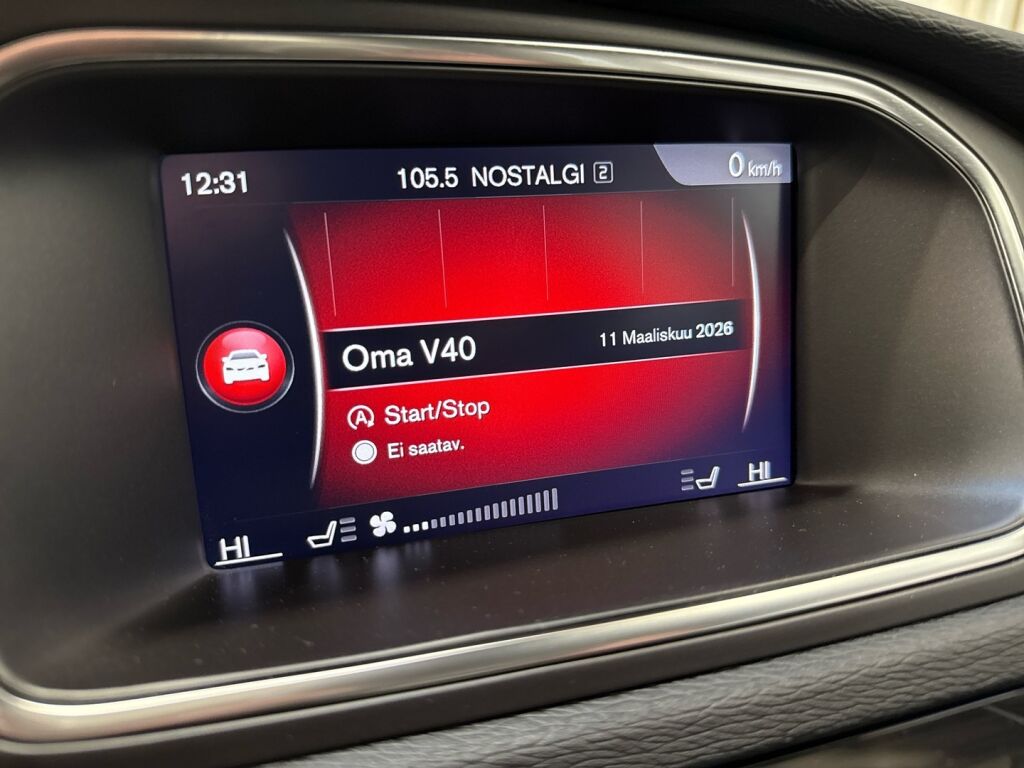 12:31 105.5 NOSTALGI 2 0 km/h
Oma V40 11 Maaliskuu 2026
A Start/Stop
Ei saatav.
HI HI